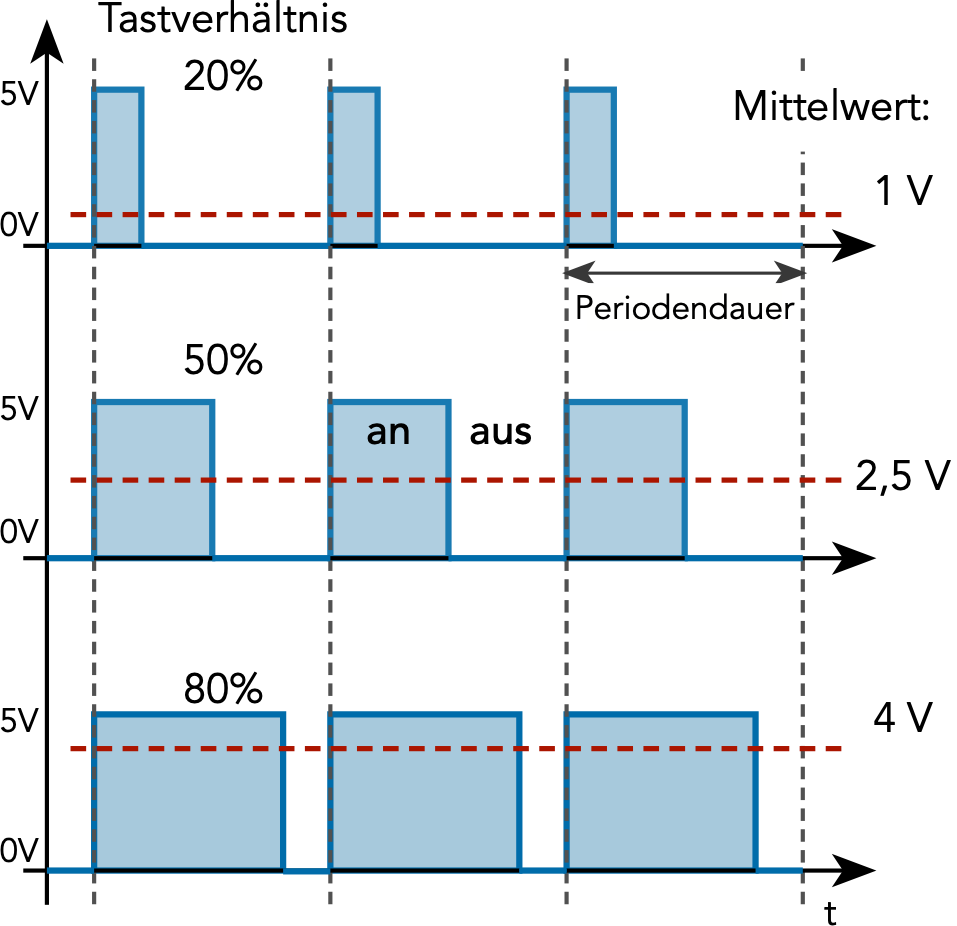 Tastverhältnis
20%
5V
Mittelwert:
1 V
0V
Periodendauer
50%
5V
an aus
2,5 V
0V
80%
5V
4 V
0V
t